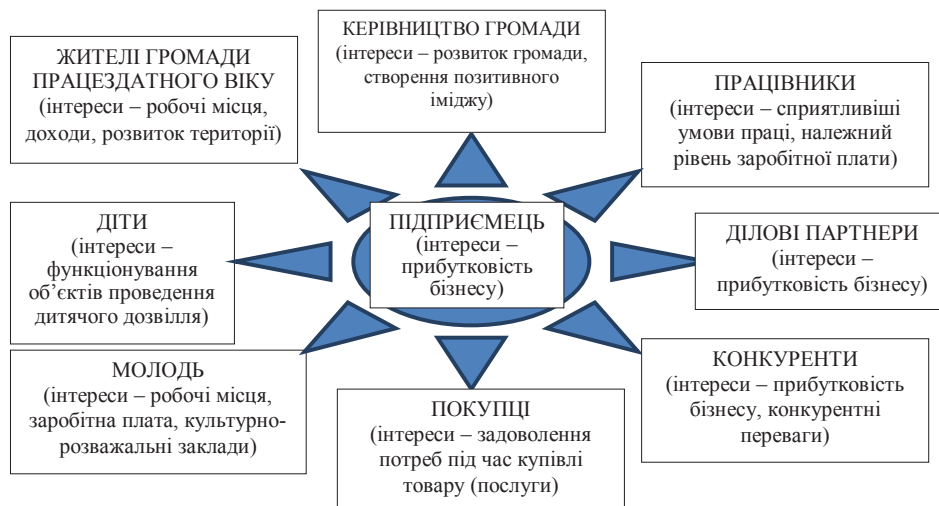 КЕРІВНИЦТВО ГРОМАДИ
(інтереси – розвиток громади,
створення позитивного
іміджу)
ЖИТЕЛІ ГРОМАДИ
ПРАЦЕЗДАТНОГО ВІКУ
(інтереси – робочі місця,
доходи, розвиток території)
ПРАЦІВНИКИ
(інтереси – сприятливіші
умови праці, належний
рівень заробітної плати)
ДІТИ
(інтереси –
функціонування
об’єктів проведення
дитячого дозвілля)
ПІДПРИЄМЕЦЬ
(інтереси –
прибутковість
бізнесу)
ДІЛОВІ ПАРТНЕРИ
(інтереси –
прибутковість бізнесу)
МОЛОДЬ
(інтереси – робочі місця,
заробітна плата, культурно-
розважальні заклади)
ПОКУПЦІ
(інтереси – задоволення
потреб під час купівлі
товару (послуги)
КОНКУРЕНТИ
(інтереси – прибутковість
бізнесу, конкурентні
переваги)